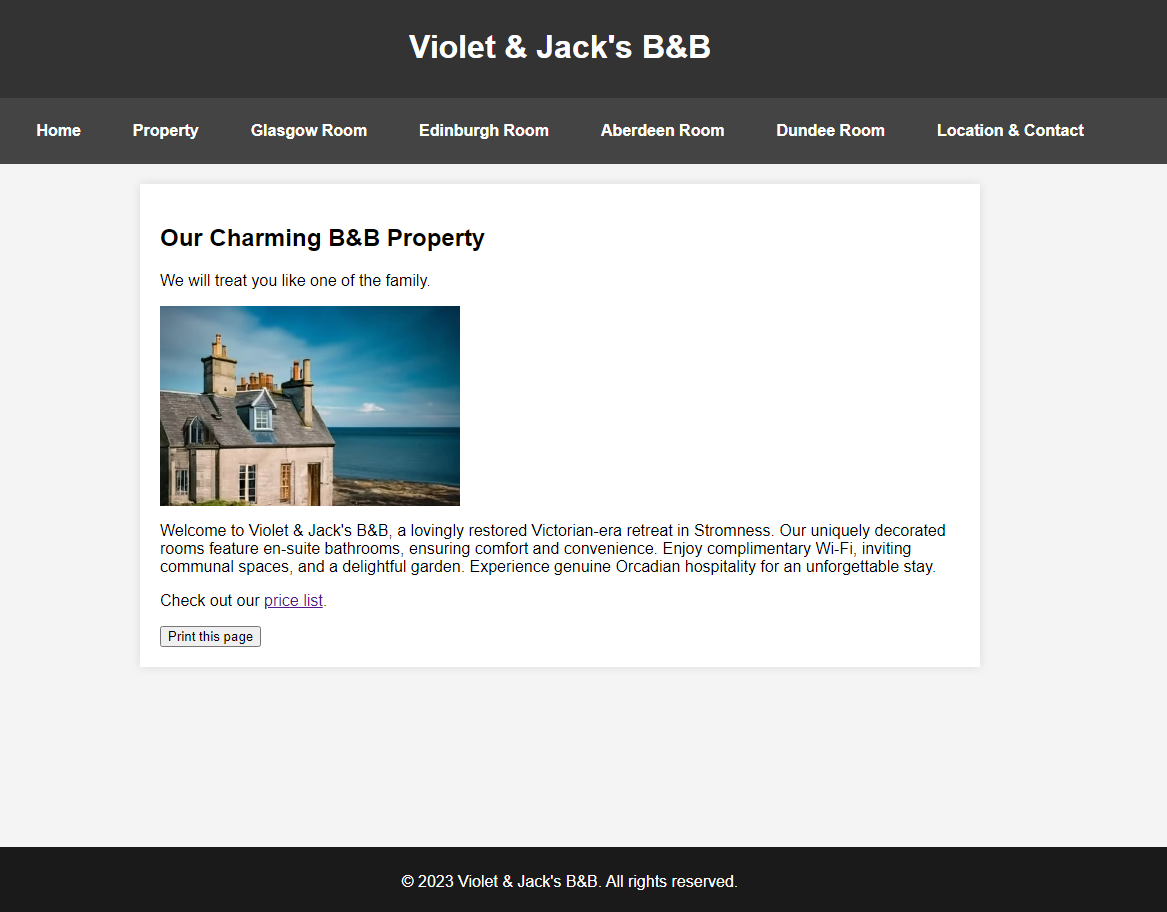 Violet & Jack's B&B
Home Property Glasgow Room Edinburgh Room Aberdeen Room Dundee Room Location & Contact
Our Charming B&B Property
We will treat you like one of the family.
Welcome to Violet & Jack's B&B, a lovingly restored Victorian-era retreat in Stromness. Our uniquely decorated
rooms feature en-suite bathrooms, ensuring comfort and convenience. Enjoy complimentary Wi-Fi, inviting
communal spaces, and a delightful garden. Experience genuine Orcadian hospitality for an unforgettable stay.
Check out our price list.
Print this page
© 2023 Violet & Jack's B&B. All rights reserved.